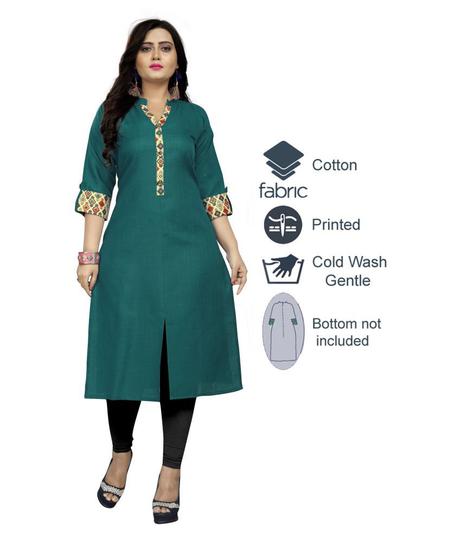 Cotton
fabric
Printed
Cold Wash
Gentle
Bottom not
included